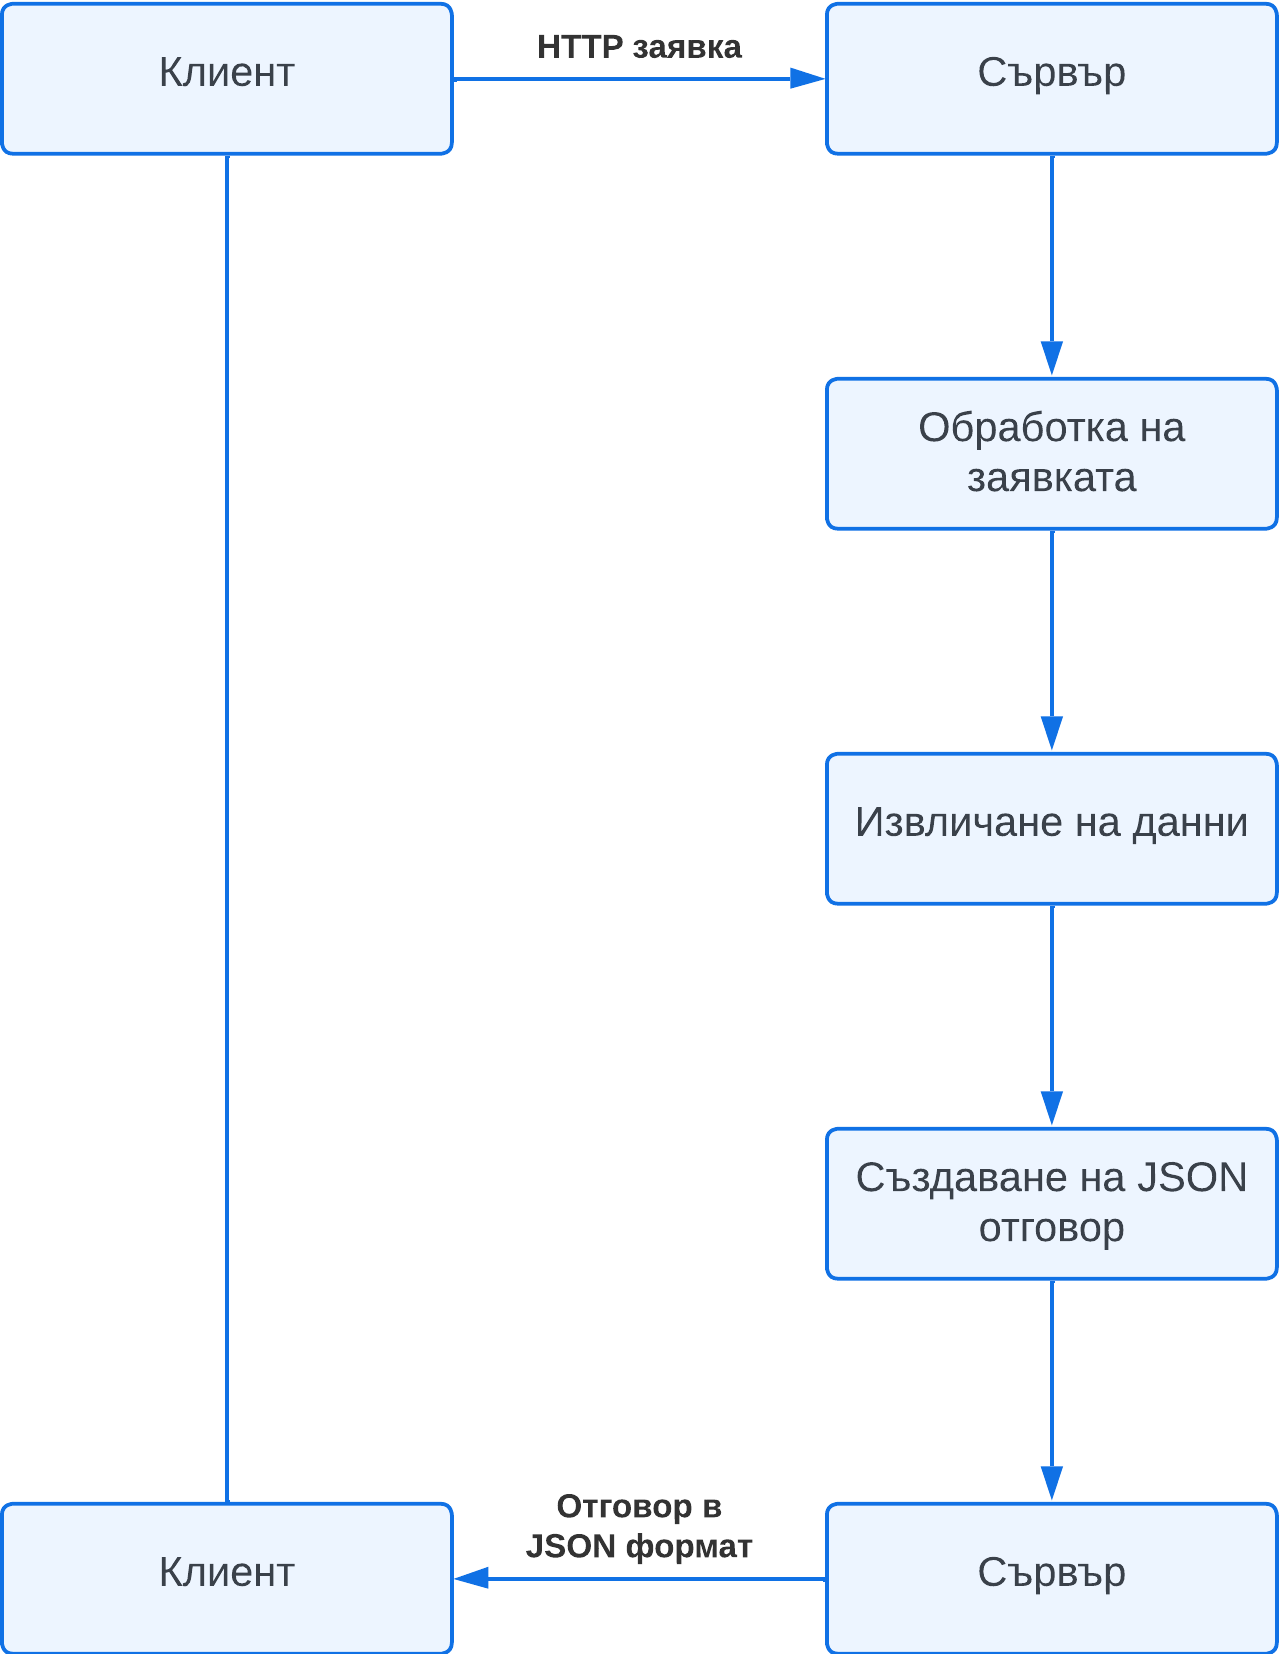 Клиент
HTTP заявка
Сървър
Обработка на
заявката
Извличане на данни
Създаване на JSON
отговор
Клиент
Отговор в
JSON формат
Сървър